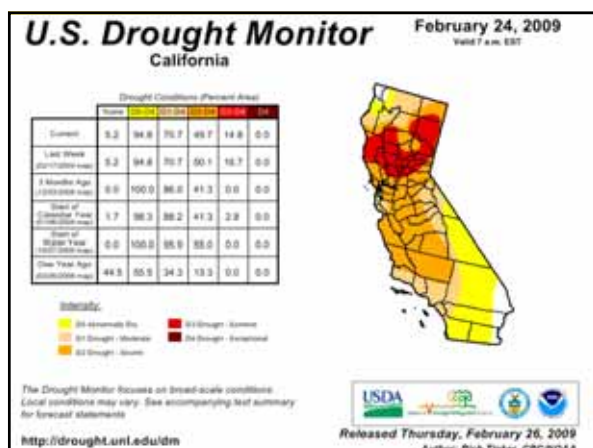 U.S. Drought Monitor
California
February 24, 2009
Valid 7 a.m. EST
Drought Conditions (Percent Area)
None D0-D4 D1-D4 D2-D4 D3-D4 D4
Current 5.2 94.8 70.7 49.7 14.8 0.0
Last Week 5.2 94.8 70.7 50.1 16.7 0.0
3 Months Ago 0.0 100.0 86.0 41.3 0.0 0.0
Start of Calendar Year 1.7 98.3 88.2 41.3 2.9 0.0
Start of Water Year 0.0 100.0 95.9 55.0 0.0 0.0
One Year Ago 44.5 55.5 34.3 13.3 0.0 0.0
Intensity:
D0 Abnormally Dry
D1 Drought - Moderate
D2 Drought - Severe
D3 Drought - Extreme
D4 Drought - Exceptional
The Drought Monitor focuses on broad-scale conditions.
Local conditions may vary. See accompanying text summary
for forecast statements
http://drought.unl.edu/dm
USDA
Released Thursday, February 26, 2009
Author: